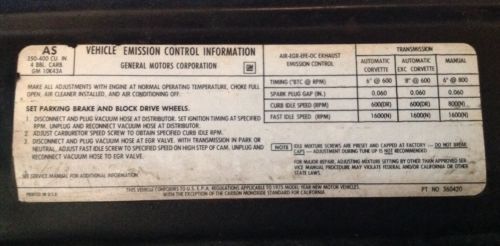 AS
350-400 CU. IN.
4 BBL. CARB
GM 10K43A
VEHICLE EMISSION CONTROL INFORMATION
GENERAL MOTORS CORPORATION
GM
MAKE ALL ADJUSTMENTS WITH ENGINE AT NORMAL OPERATING TEMPERATURE, CHOKE FULL
OPEN, AIR CLEANER INSTALLED, AND AIR CONDITIONING OFF.
SET PARKING BRAKE AND BLOCK DRIVE WHEELS.
1. DISCONNECT AND PLUG VACUUM HOSE AT DISTRIBUTOR. SET IGNITION TIMING AT SPECIFIED
RPM. UNPLUG AND RECONNECT VACUUM HOSE AT DISTRIBUTOR.
2. ADJUST CARBURETOR SPEED SCREW TO OBTAIN SPECIFIED CURB IDLE RPM.
3. DISCONNECT AND PLUG VACUUM HOSE AT EGR VALVE. WITH TRANSMISSION IN PARK OR
NEUTRAL, ADJUST FAST IDLE SCREW TO SPECIFIED SPEED ON HIGH STEP OF CAM. UNPLUG AND
RECONNECT VACUUM HOSE TO EGR VALVE.
SEE SERVICE MANUAL FOR ADDITIONAL INFORMATION
PRINTED IN U.S.A.
AIR-EGR-EFE-OC EXHAUST
EMISSION CONTROL
TRANSMISSION
AUTOMATIC
CORVETTE
AUTOMATIC
EXC. CORVETTE
MANUAL
TIMING (°BTC @ RPM) 6° @ 600 8° @ 600 6° @ 800
SPARK PLUG GAP (IN.) 0.060 0.060 0.060
CURB IDLE SPEED (RPM) 600(DR) 600(DR) 800(N)
FAST IDLE SPEED (RPM) 1600(N) 1600(N) 1600(N)
NOTE IDLE MIXTURE SCREWS ARE PRESET AND CAPPED AT FACTORY — DO NOT REMOVE
CAPS — ADJUSTMENT DURING TUNE UP IS NOT REQUIRED.
FOR MAJOR REPAIR, ADJUSTING MIXTURE SETTING BY OTHER THAN APPROVED SER-
VICE MANUAL PROCEDURE MAY VIOLATE FEDERAL AND/OR CALIFORNIA OR OTHER
STATE LAWS.
THIS VEHICLE CONFORMS TO U.S. E.P.A. REGULATIONS APPLICABLE TO 1975 MODEL YEAR NEW MOTOR VEHICLES.
WITH THE EXCEPTION OF THE CARBON MONOXIDE STANDARD FOR CALIFORNIA.
PT NO. 360420